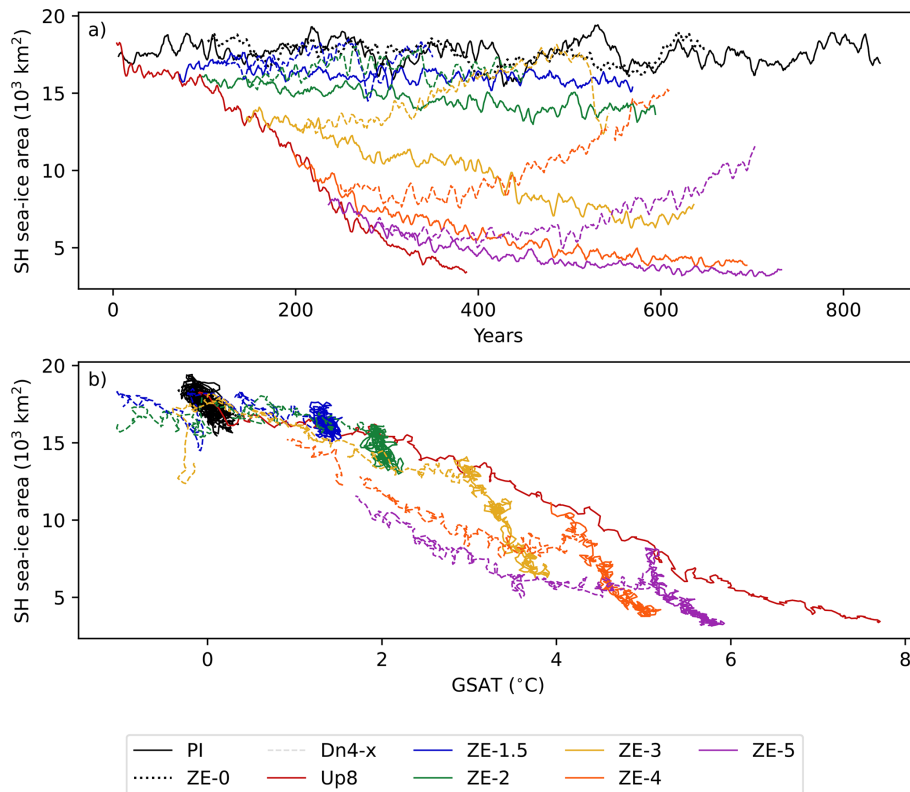 a)
SH sea-ice area (10³ km²)
20
15
10
5
0 200 400 600 800
Years
b)
SH sea-ice area (10³ km²)
20
15
10
5
0 2 4 6 8
GSAT (°C)
PI Dn4-x ZE-1.5 ZE-3 ZE-5
ZE-0 Up8 ZE-2 ZE-4